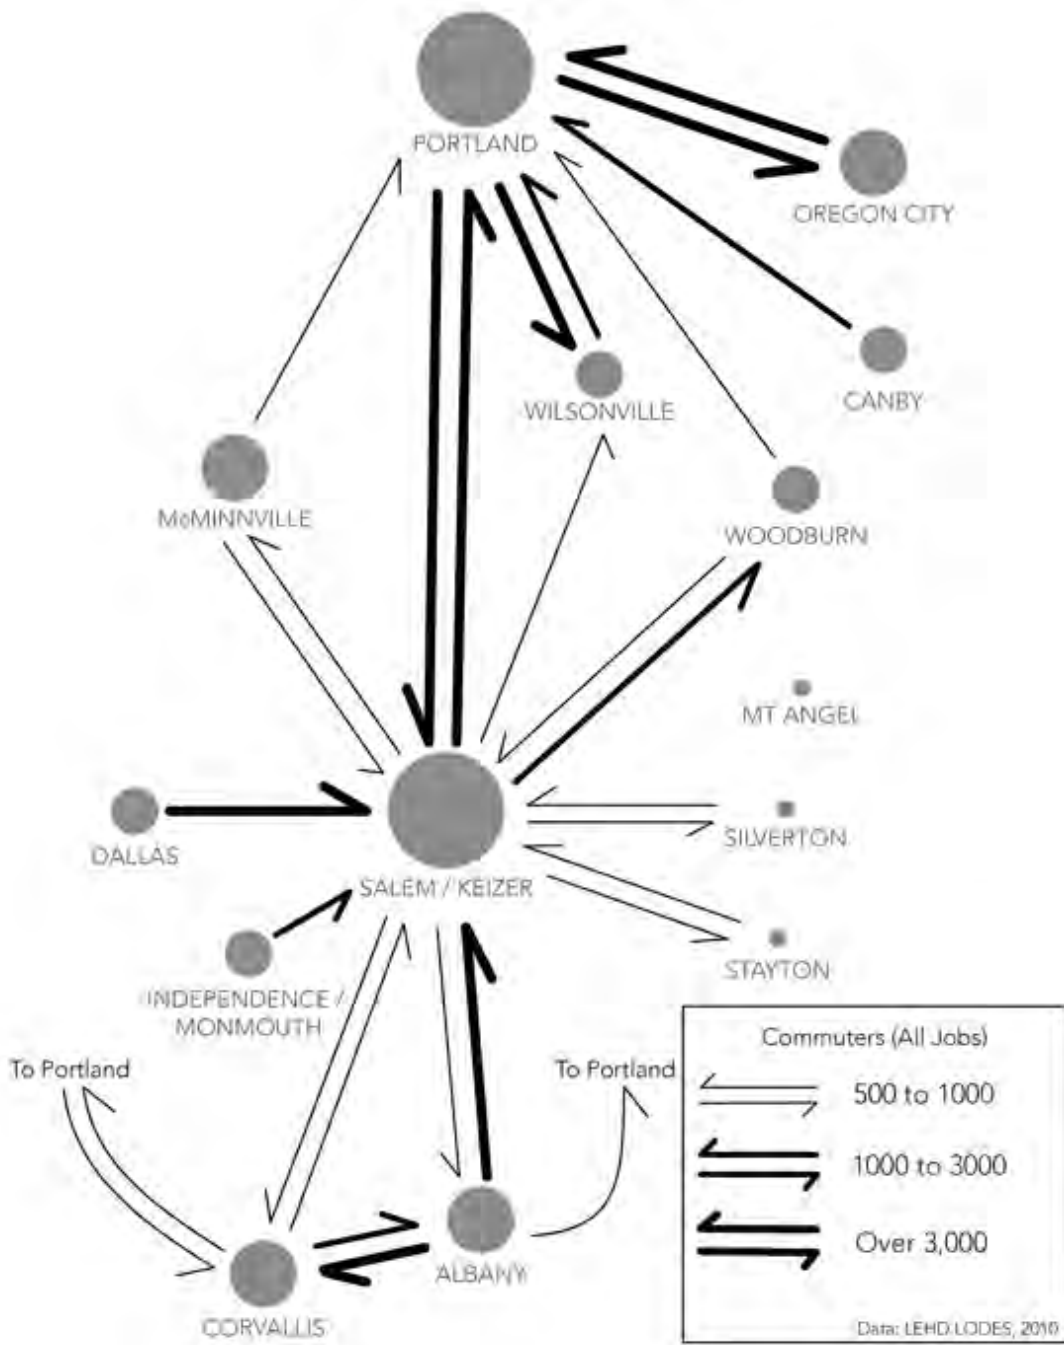 PORTLAND
OREGON CITY
WILSONVILLE
CANBY
McMINNVILLE
WOODBURN
MT ANGEL
DALLAS
SILVERTON
SALEM / KEIZER
STAYTON
INDEPENDENCE /
MONMOUTH
To Portland
To Portland
ALBANY
CORVALLIS
Commuters (All Jobs)
500 to 1000
1000 to 3000
Over 3,000
Data: LEHD LODES, 2010